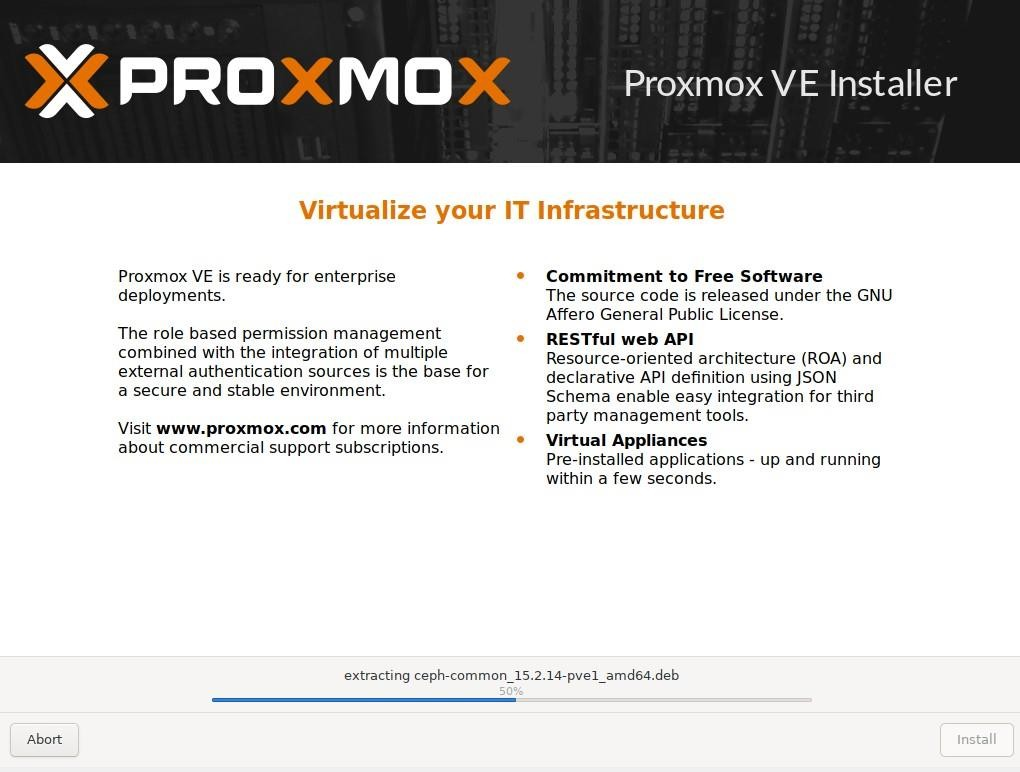 PROXMOX
Proxmox VE Installer
Virtualize your IT Infrastructure
Proxmox VE is ready for enterprise
deployments.
The role based permission management
combined with the integration of multiple
external authentication sources is the base for
a secure and stable environment.
Visit www.proxmox.com for more information
about commercial support subscriptions.
• Commitment to Free Software
The source code is released under the GNU
Affero General Public License.
• RESTful web API
Resource-oriented architecture (ROA) and
declarative API definition using JSON
Schema enable easy integration for third
party management tools.
• Virtual Appliances
Pre-installed applications - up and running
within a few seconds.
extracting ceph-common_15.2.14-pve1_amd64.deb
50%
Abort
Install